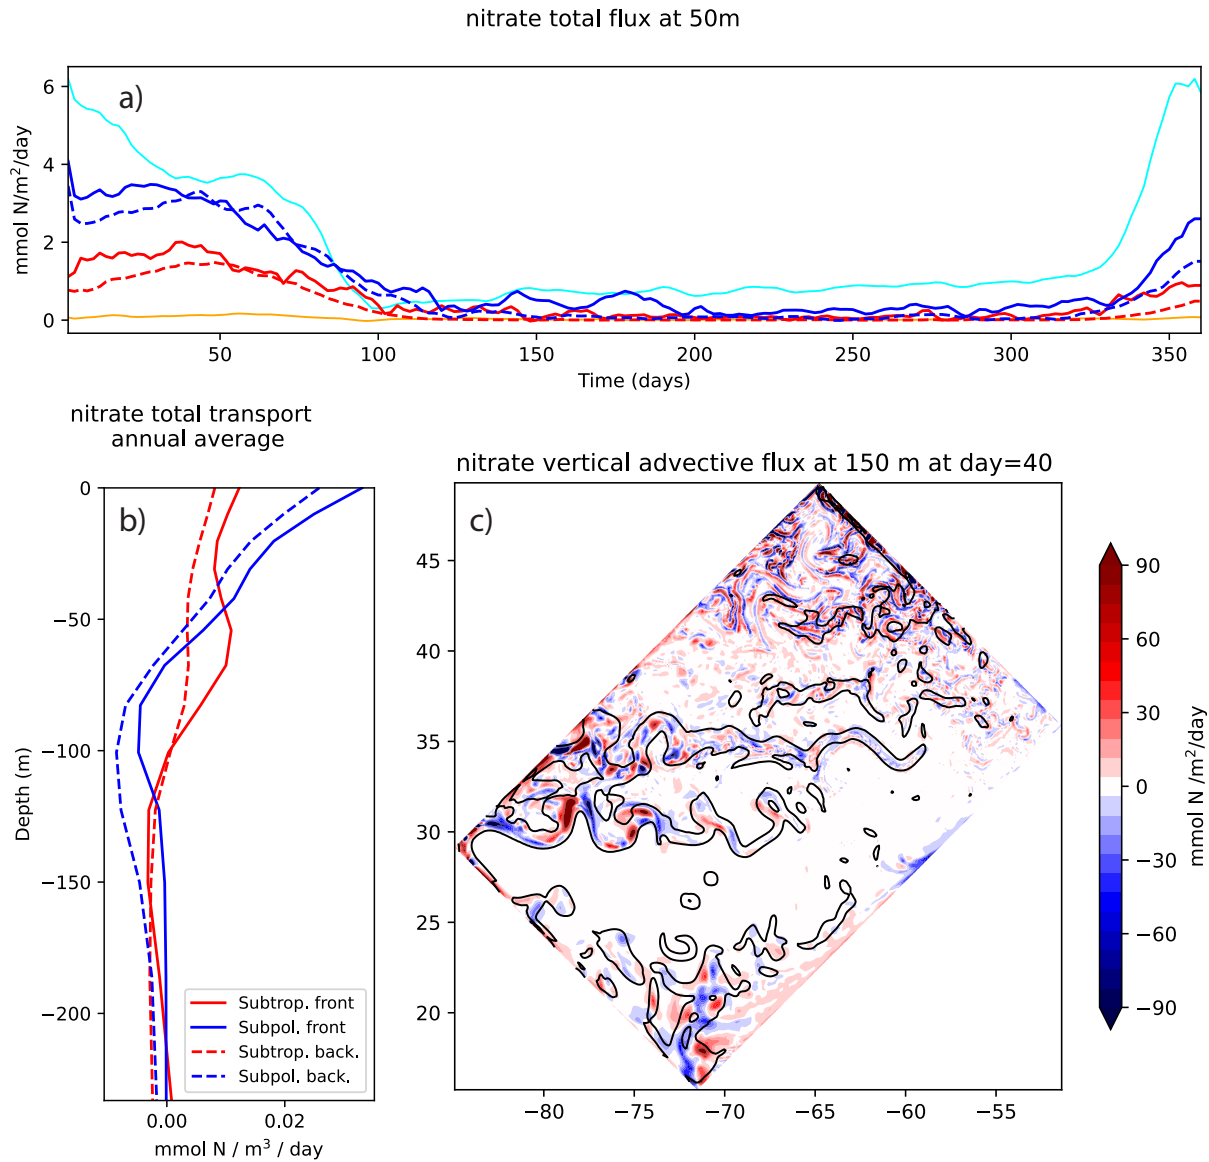 nitrate total flux at 50m
a)
6
4
2
0
mmol N/m²/day
50
100
150
200
250
300
350
Time (days)
nitrate total transport
annual average
b)
0
−50
−100
−150
−200
Depth (m)
Subtrop. front
Subpol. front
Subtrop. back.
Subpol. back.
0.00
0.02
mmol N / m³ / day
nitrate vertical advective flux at 150 m at day=40
c)
45
40
35
30
25
20
−80
−75
−70
−65
−60
−55
90
60
30
0
−30
−60
−90
mmol N /m²/day